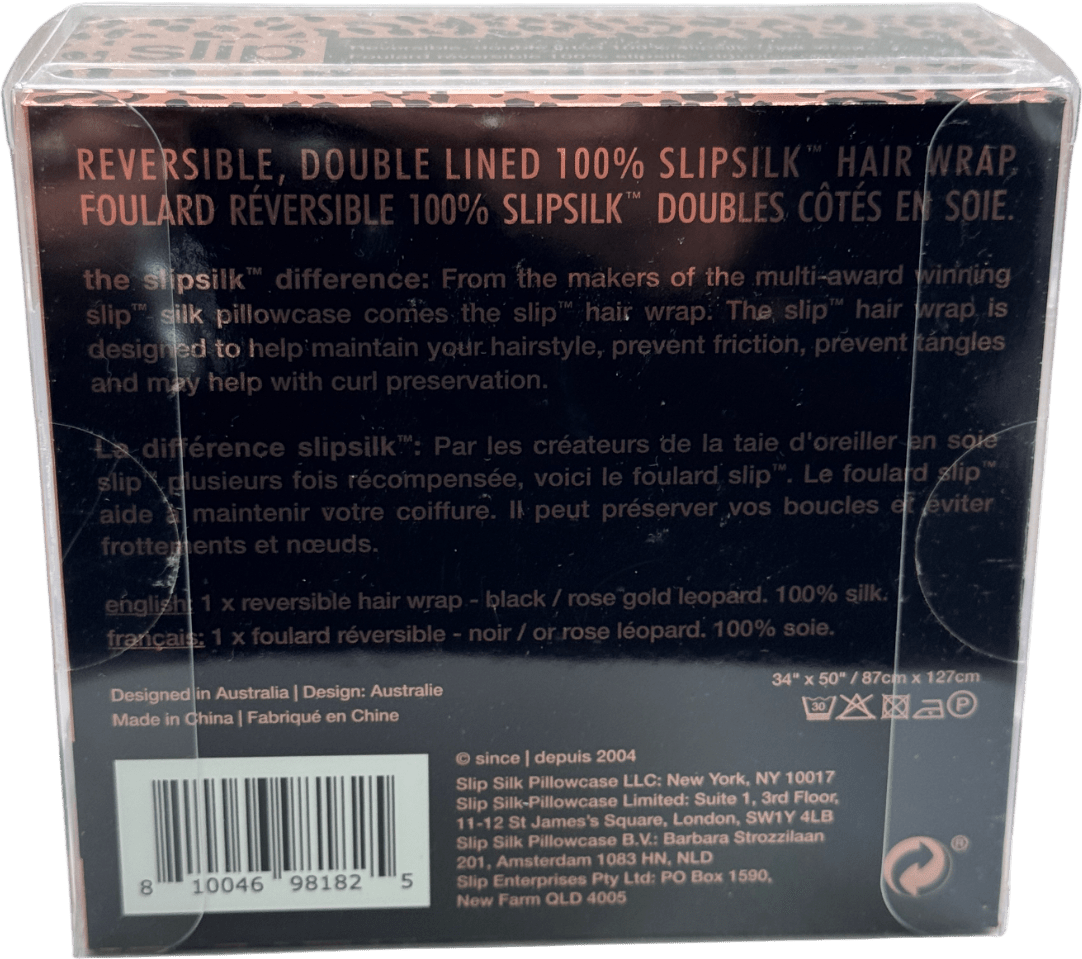 slip
REVERSIBLE, DOUBLE LINED 100% SLIPSILK™ HAIR WRAP.
FOULARD RÉVERSIBLE 100% SLIPSILK™ DOUBLES CÔTÉS EN SOIE.
the slipsilk™ difference: From the makers of the multi-award winning
slip™ silk pillowcase comes the slip™ hair wrap. The slip™ hair wrap is
designed to help maintain your hairstyle, prevent friction, prevent tangles
and may help with curl preservation.
La différence slipsilk™: Par les créateurs de la taie d'oreiller en soie
slip™ plusieurs fois récompensée, voici le foulard slip™. Le foulard slip™
aide à maintenir votre coiffure. Il peut préserver vos boucles et éviter
frottements et nœuds.
english: 1 x reversible hair wrap - black / rose gold leopard. 100% silk.
français: 1 x foulard réversible - noir / or rose léopard. 100% soie.
34" x 50" / 87cm x 127cm
30 P
Designed in Australia | Design: Australie
Made in China | Fabriqué en Chine
© since | depuis 2004
Slip Silk Pillowcase LLC: New York, NY 10017
Slip Silk Pillowcase Limited: Suite 1, 3rd Floor,
11-12 St James's Square, London, SW1Y 4LB
Slip Silk Pillowcase B.V.: Barbara Strozzilaan
201, Amsterdam 1083 HN, NLD
Slip Enterprises Pty Ltd: PO Box 1590,
New Farm QLD 4005
®
8 10046 98182 5